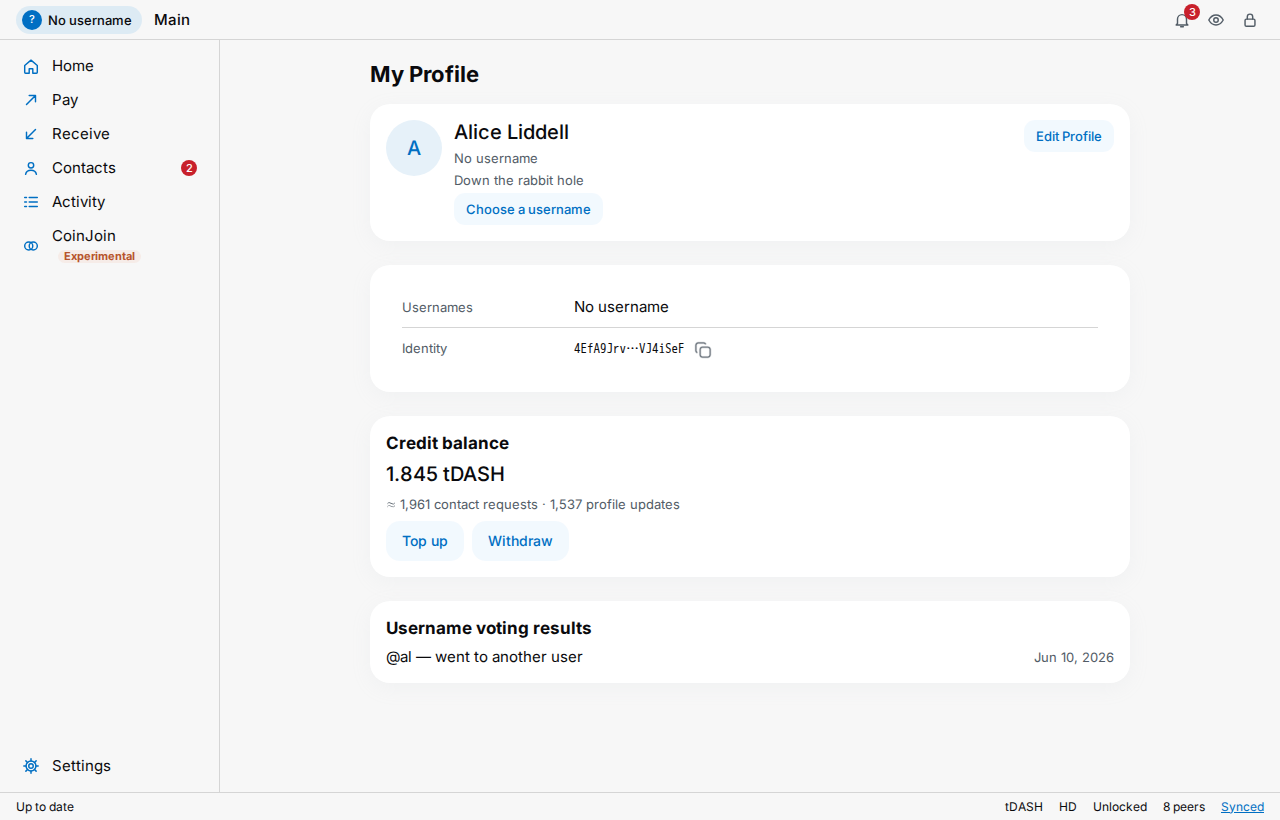 ? No username Main 3
Home
Pay
Receive
Contacts 2
Activity
CoinJoin
Experimental
Settings
My Profile
A
Alice Liddell
No username
Down the rabbit hole
Choose a username
Edit Profile
Usernames No username
Identity 4EfA9Jrv⋯VJ4iSeF
Credit balance
1.845 tDASH
≈ 1,961 contact requests · 1,537 profile updates
Top up Withdraw
Username voting results
@al — went to another user Jun 10, 2026
Up to date tDASH HD Unlocked 8 peers Synced